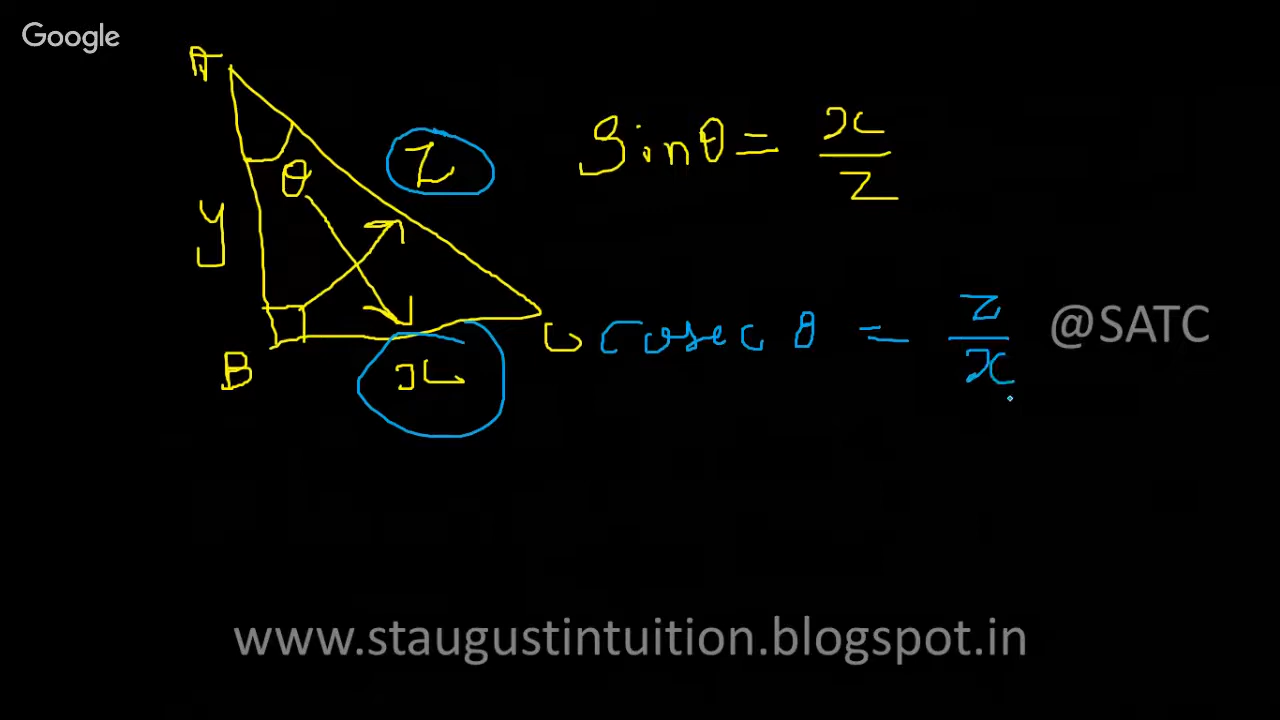 Google
A
Z
Sinθ = x/z
θ
y
C
cosec θ = z/x
@SATC
B
x
www.staugustintuition.blogspot.in